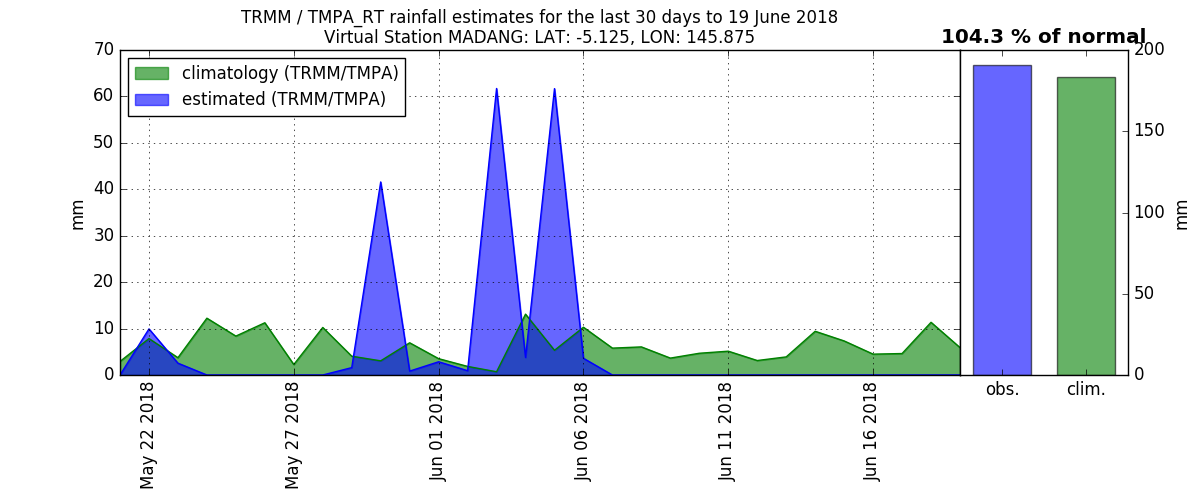 TRMM / TMPA_RT rainfall estimates for the last 30 days to 19 June 2018
Virtual Station MADANG: LAT: -5.125, LON: 145.875
104.3 % of normal
climatology (TRMM/TMPA)
estimated (TRMM/TMPA)
mm
70
60
50
40
30
20
10
0
May 22 2018
May 27 2018
Jun 01 2018
Jun 06 2018
Jun 11 2018
Jun 16 2018
200
150
100
50
0
mm
obs.
clim.